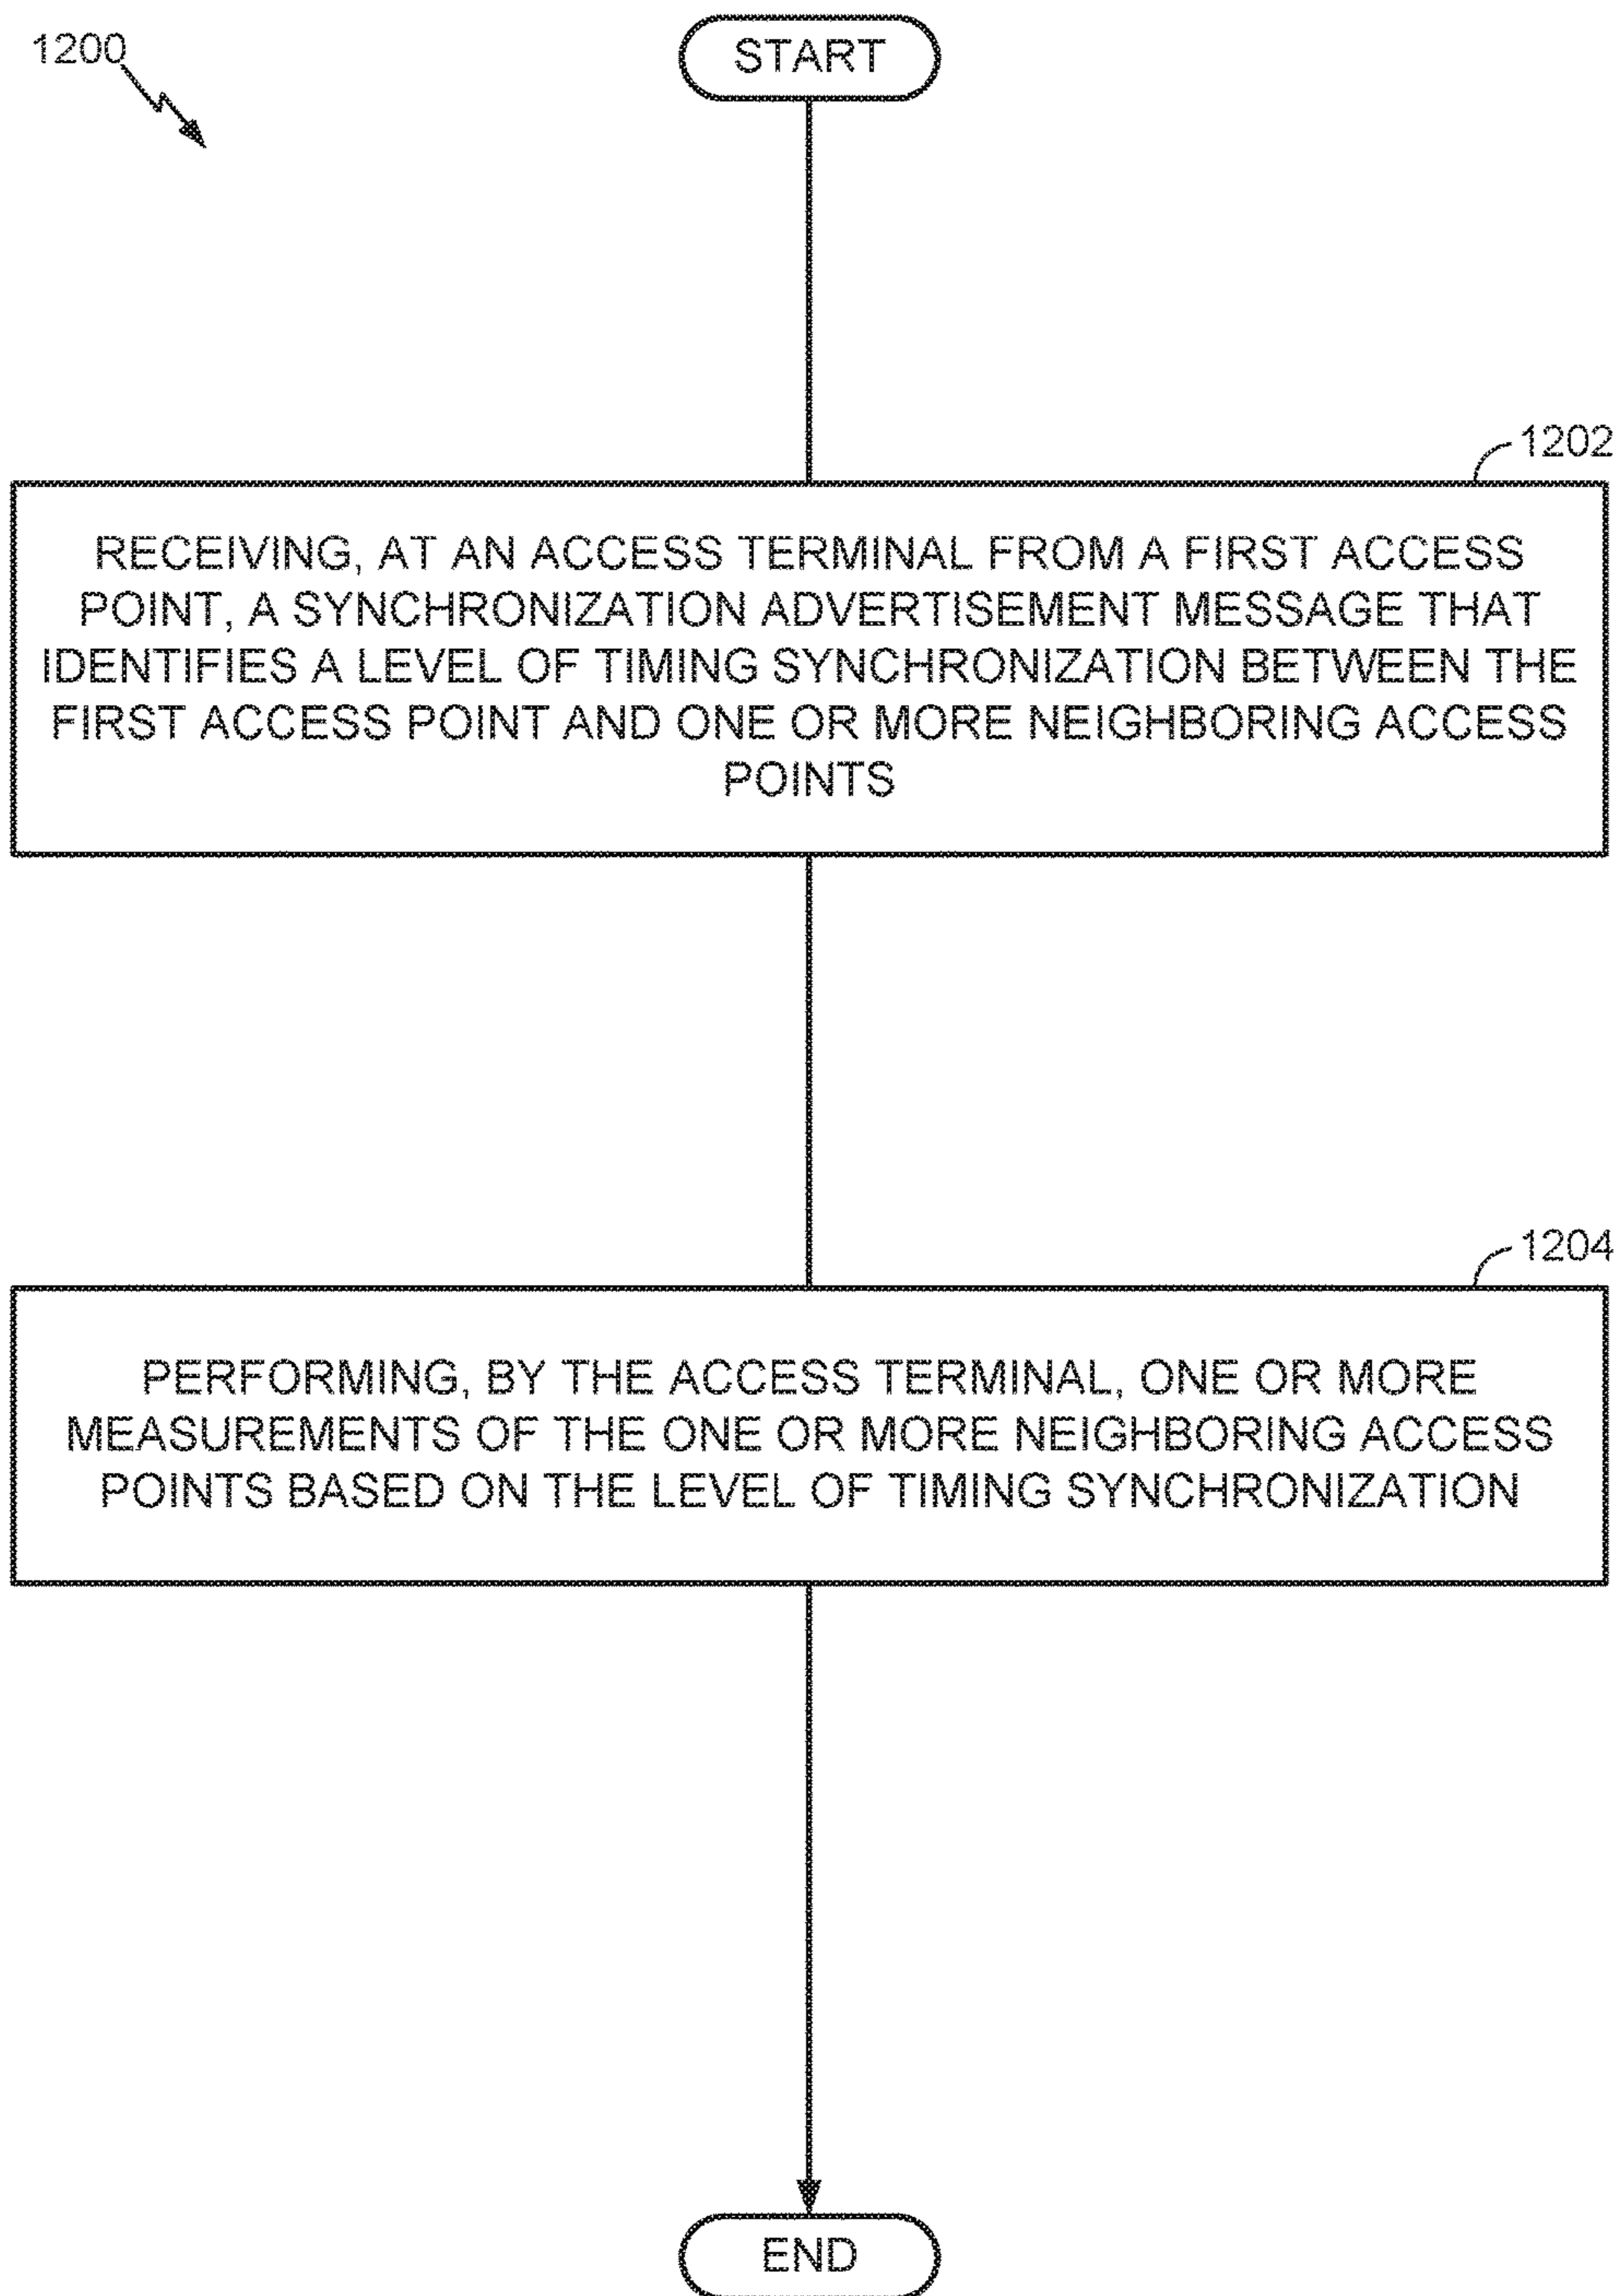 1200
START
1202
RECEIVING, AT AN ACCESS TERMINAL FROM A FIRST ACCESS
POINT, A SYNCHRONIZATION ADVERTISEMENT MESSAGE THAT
IDENTIFIES A LEVEL OF TIMING SYNCHRONIZATION BETWEEN THE
FIRST ACCESS POINT AND ONE OR MORE NEIGHBORING ACCESS
POINTS
1204
PERFORMING, BY THE ACCESS TERMINAL, ONE OR MORE
MEASUREMENTS OF THE ONE OR MORE NEIGHBORING ACCESS
POINTS BASED ON THE LEVEL OF TIMING SYNCHRONIZATION
END